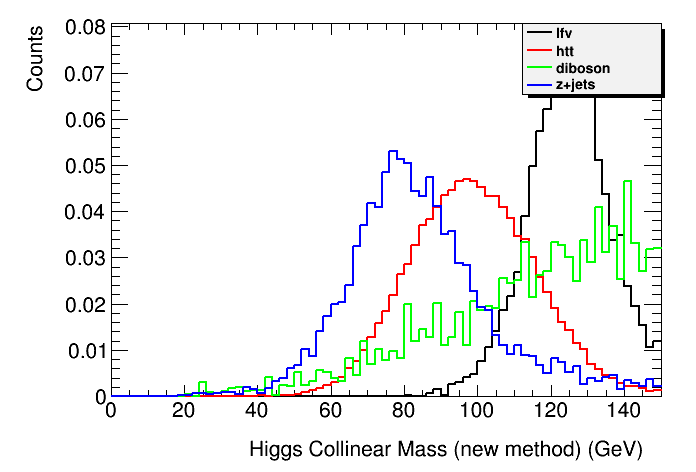 Counts
0.08
0.07
0.06
0.05
0.04
0.03
0.02
0.01
0
lfv
htt
diboson
z+jets
0 20 40 60 80 100 120 140
Higgs Collinear Mass (new method) (GeV)